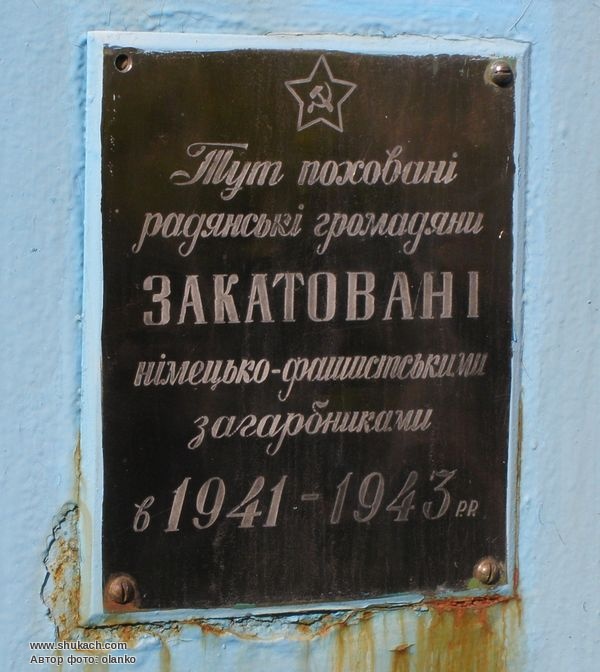 Тут поховані
радянські громадяни
ЗАКАТОВАНІ
німецько-фашистськими
загарбниками
в 1941 - 1943 р.р.
www.shukach.com
Автор фото: olanko